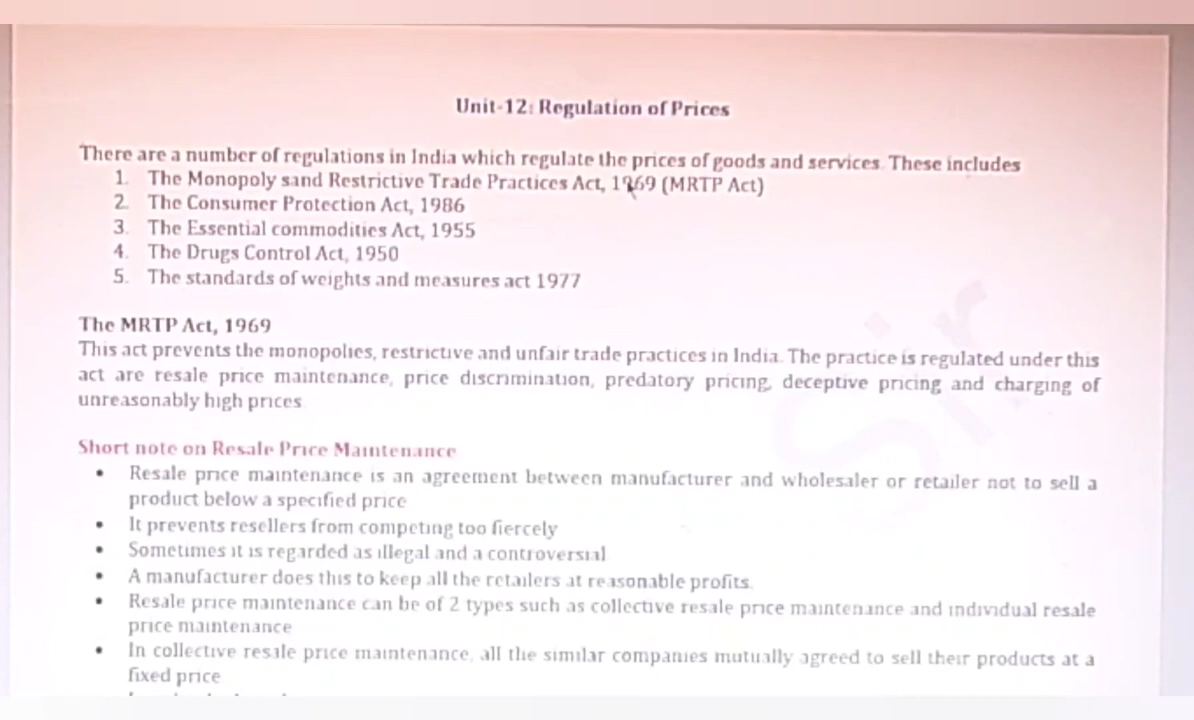 Unit-12: Regulation of Prices
There are a number of regulations in India which regulate the prices of goods and services. These includes
1. The Monopoly sand Restrictive Trade Practices Act, 1969 (MRTP Act)
2. The Consumer Protection Act, 1986
3. The Essential commodities Act, 1955
4. The Drugs Control Act, 1950
5. The standards of weights and measures act 1977
The MRTP Act, 1969
This act prevents the monopolies, restrictive and unfair trade practices in India. The practice is regulated under this
act are resale price maintenance, price discrimination, predatory pricing, deceptive pricing and charging of
unreasonably high prices
Short note on Resale Price Maintenance
• Resale price maintenance is an agreement between manufacturer and wholesaler or retailer not to sell a
product below a specified price
• It prevents resellers from competing too fiercely
• Sometimes it is regarded as illegal and a controversial
• A manufacturer does this to keep all the retailers at reasonable profits.
• Resale price maintenance can be of 2 types such as collective resale price maintenance and individual resale
price maintenance
• In collective resale price maintenance, all the similar companies mutually agreed to sell their products at a
fixed price
Sir